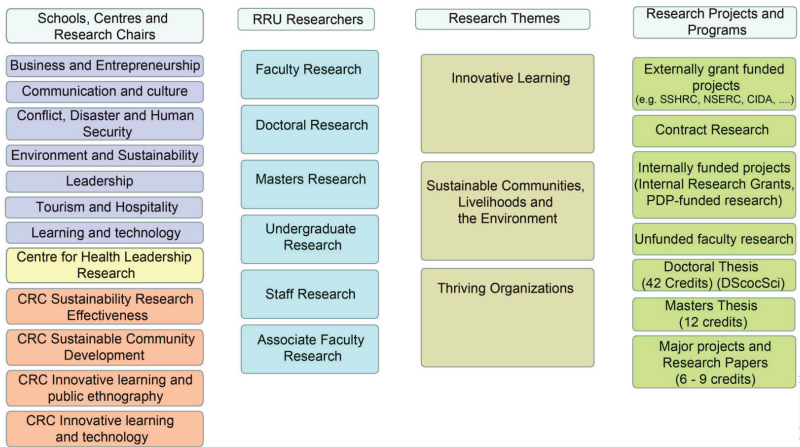 Schools, Centres and
Research Chairs
Business and Entrepreneurship
Communication and culture
Conflict, Disaster and Human
Security
Environment and Sustainability
Leadership
Tourism and Hospitality
Learning and technology
Centre for Health Leadership
Research
CRC Sustainability Research
Effectiveness
CRC Sustainable Community
Development
CRC Innovative learning and
public ethnography
CRC Innovative learning
and technology
RRU Researchers
Faculty Research
Doctoral Research
Masters Research
Undergraduate
Research
Staff Research
Associate Faculty
Research
Research Themes
Innovative Learning
Sustainable Communities,
Livelihoods and
the Environment
Thriving Organizations
Research Projects and
Programs
Externally grant funded
projects
(e.g. SSHRC, NSERC, CIDA, ....)
Contract Research
Internally funded projects
(Internal Research Grants,
PDP-funded research)
Unfunded faculty research
Doctoral Thesis
(42 Credits) (DScocSci)
Masters Thesis
(12 credits)
Major projects and
Research Papers
(6 - 9 credits)